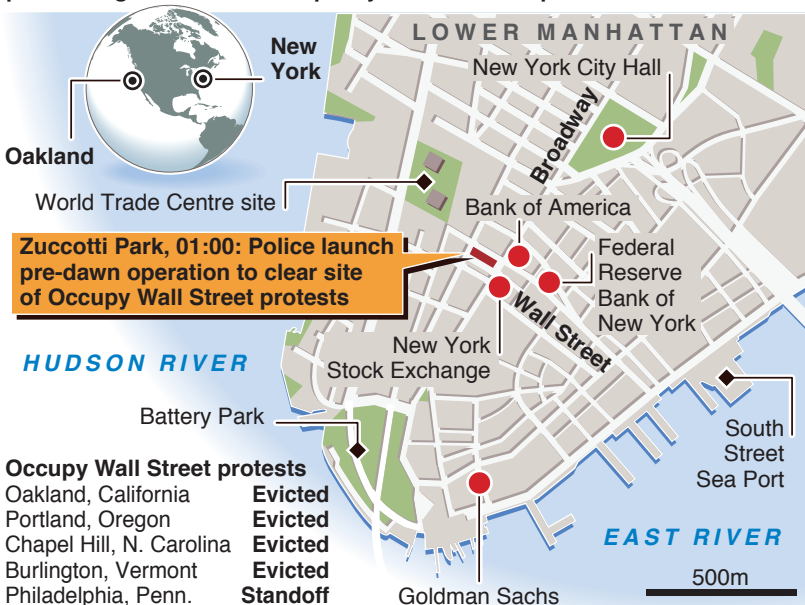 LOWER MANHATTAN
New
York
New York City Hall
Broadway
Oakland
World Trade Centre site
Bank of America
Zuccotti Park, 01:00: Police launch
pre-dawn operation to clear site
of Occupy Wall Street protests
Federal
Reserve
Bank of
New York
Wall Street
New York
Stock Exchange
HUDSON RIVER
Battery Park
South
Street
Sea Port
Occupy Wall Street protests
Oakland, California Evicted
Portland, Oregon Evicted
Chapel Hill, N. Carolina Evicted
Burlington, Vermont Evicted
Philadelphia, Penn. Standoff
EAST RIVER
500m
Goldman Sachs